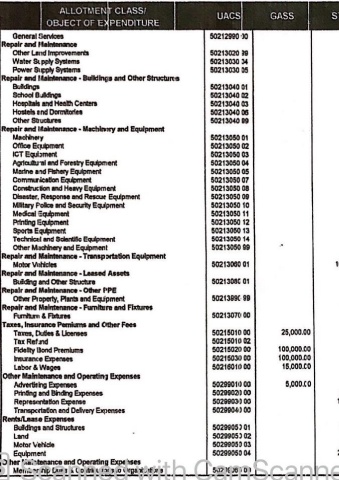 ALLOTMENT CLASS/ UACS GASS
OBJECT OF EXPENDITURE
General Services 50212990 00
Repair and Maintenance
Other Land Improvements 50213020 99
Water Supply Systems 50213030 04
Power Supply Systems 50213030 05
Repair and Maintenance - Buildings and Other Structures
Buildings 50213040 01
School Buildings 50213040 02
Hospitals and Health Centers 50213040 03
Hostels and Dormitories 50213040 06
Other Structures 50213040 99
Repair and Maintenance - Machinery and Equipment
Machinery 50213050 01
Office Equipment 50213050 02
ICT Equipment 50213050 03
Agricultural and Forestry Equipment 50213050 04
Marine and Fishery Equipment 50213050 05
Communication Equipment 50213050 07
Construction and Heavy Equipment 50213050 08
Disaster, Response and Rescue Equipment 50213050 09
Military Police and Security Equipment 50213050 10
Medical Equipment 50213050 11
Printing Equipment 50213050 12
Sports Equipment 50213050 13
Technical and Scientific Equipment 50213050 14
Other Machinery and Equipment 50213050 99
Repair and Maintenance - Transportation Equipment
Motor Vehicles 50213060 01
Repair and Maintenance - Leased Assets
Building and Other Structure 50213080 01
Repair and Maintenance - Other PPE
Other Property, Plants and Equipment 50213990 99
Repair and Maintenance - Furniture and Fixtures
Furniture & Fixtures 50213070 00
Taxes, Insurance Pemiums and Other Fees
Taxes, Duties & Licenses 50215010 00 25,000.00
Tax Refund 50215010 02
Fidelity Bond Premiums 50215020 00 100,000.00
Insurance Expenses 50215030 00 100,000.00
Labor & Wages 50216010 00 15,000.00
Other Maintenance and Operating Expenses
Advertising Expenses 50299010 00 5,000.00
Printing and Binding Expenses 50299020 00
Representation Expense 50299030 00
Transportation and Delivery Expenses 50299040 00
Rents/Lease Expenses
Buildings and Structures 50299050 01
Land 50299050 02
Motor Vehicle 50299050 03
Equipment 50299050 04
Other Maintenance and Operating Expenses
Membership Dues & Contributions to Organizations